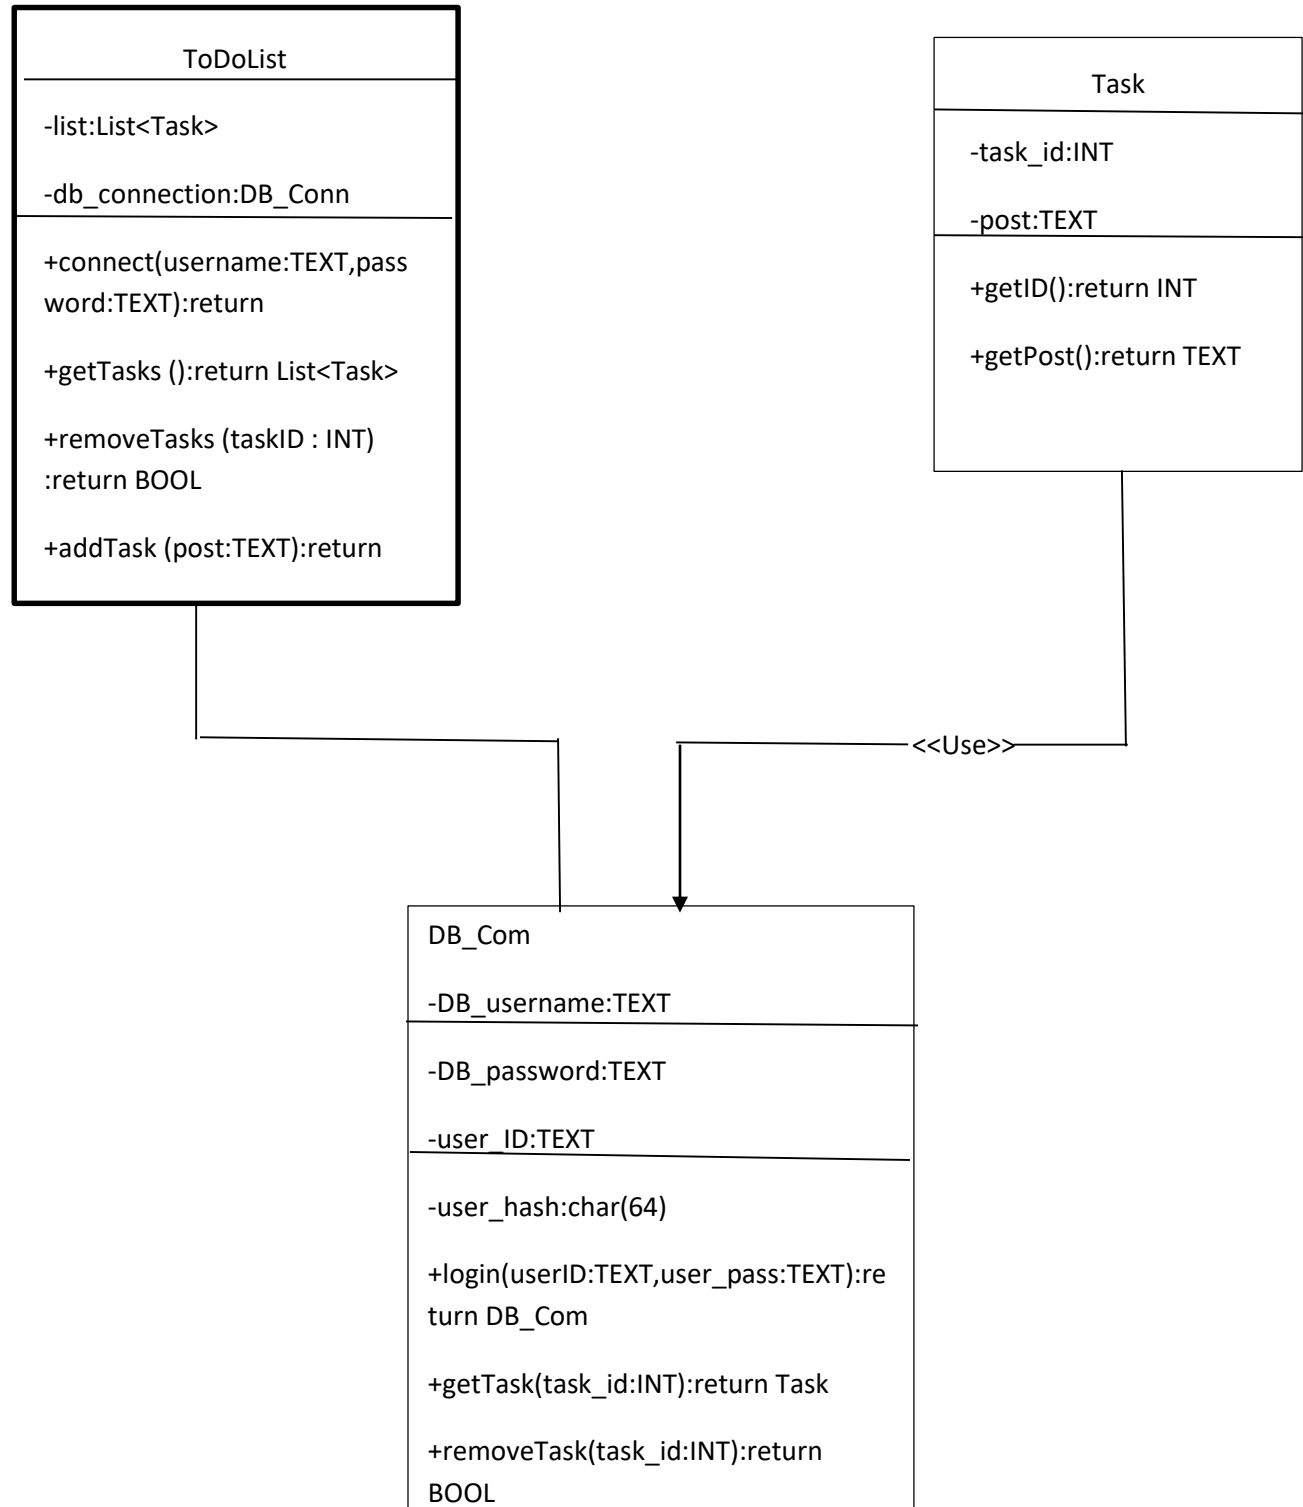 ToDoList
-list:List<Task>
-db_connection:DB_Conn
+connect(username:TEXT,pass
word:TEXT):return
+getTasks ():return List<Task>
+removeTasks (taskID : INT)
:return BOOL
+addTask (post:TEXT):return
Task
-task_id:INT
-post:TEXT
+getID():return INT
+getPost():return TEXT
<<Use>>
DB_Com
-DB_username:TEXT
-DB_password:TEXT
-user_ID:TEXT
-user_hash:char(64)
+login(userID:TEXT,user_pass:TEXT):re
turn DB_Com
+getTask(task_id:INT):return Task
+removeTask(task_id:INT):return
BOOL